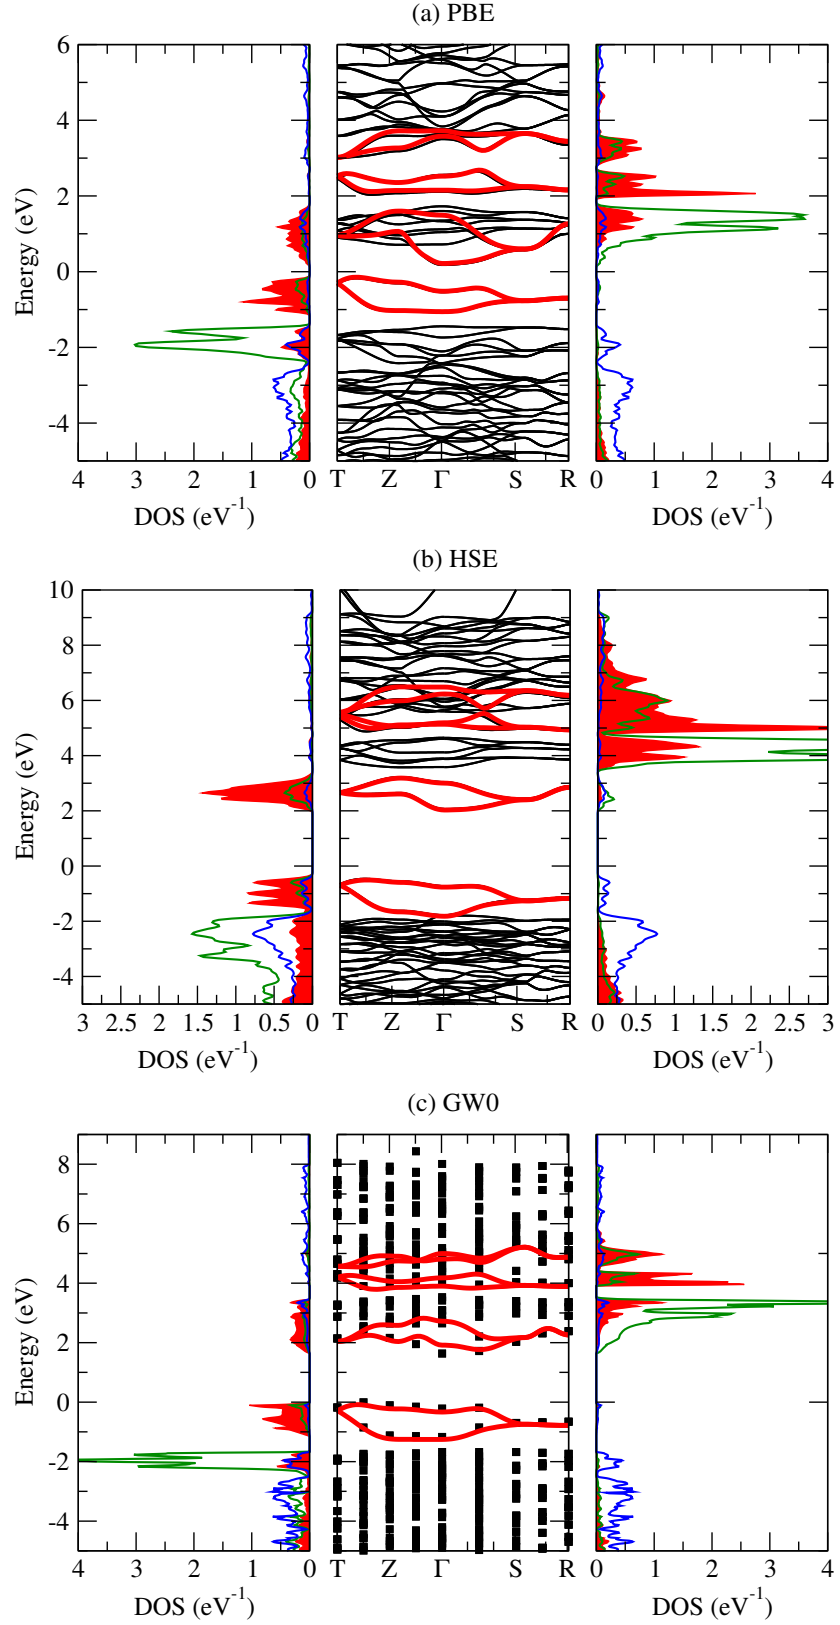 (a) PBE
Energy (eV)
6
4
2
0
-2
-4
4 3 2 1 0
T Z Γ S R
0 1 2 3 4
DOS (eV-1) DOS (eV-1)
(b) HSE
Energy (eV)
10
8
6
4
2
0
-2
-4
3 2.5 2 1.5 1 0.5 0
T Z Γ S R
0 0.5 1 1.5 2 2.5 3
DOS (eV-1) DOS (eV-1)
(c) GW0
Energy (eV)
8
6
4
2
0
-2
-4
4 3 2 1 0
T Z Γ S R
0 1 2 3 4
DOS (eV-1) DOS (eV-1)